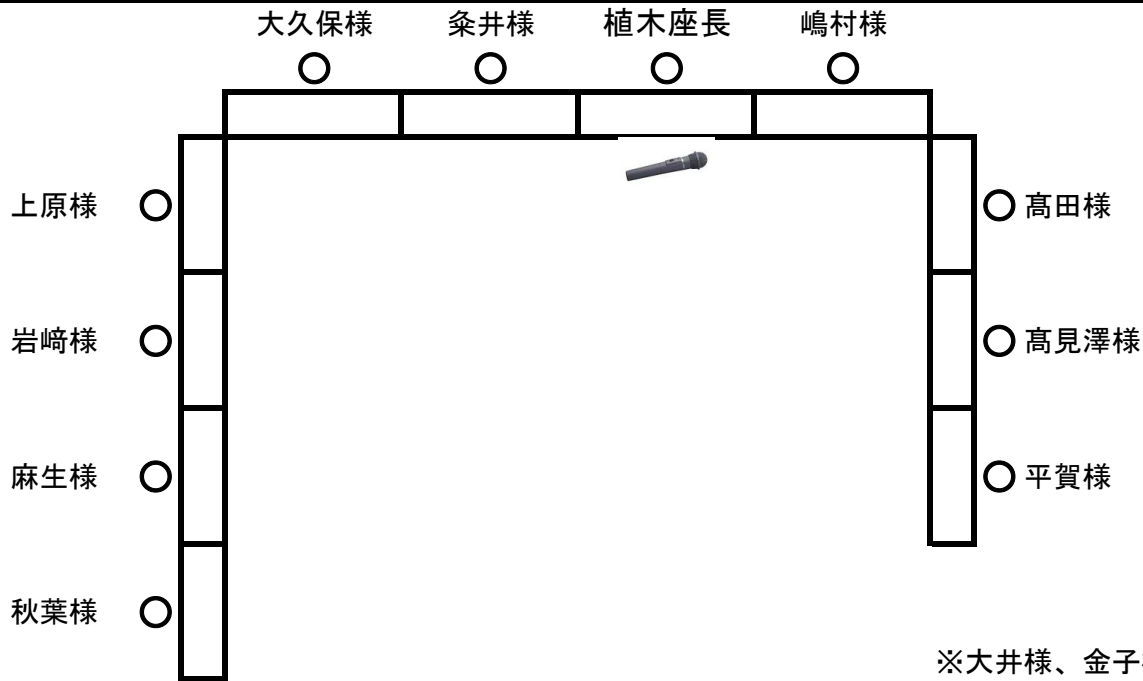 大久保様 粂井様 植木座長 嶋村様
上原様 髙田様
岩﨑様 髙見澤様
麻生様 平賀様
秋葉様
※大井様、金子